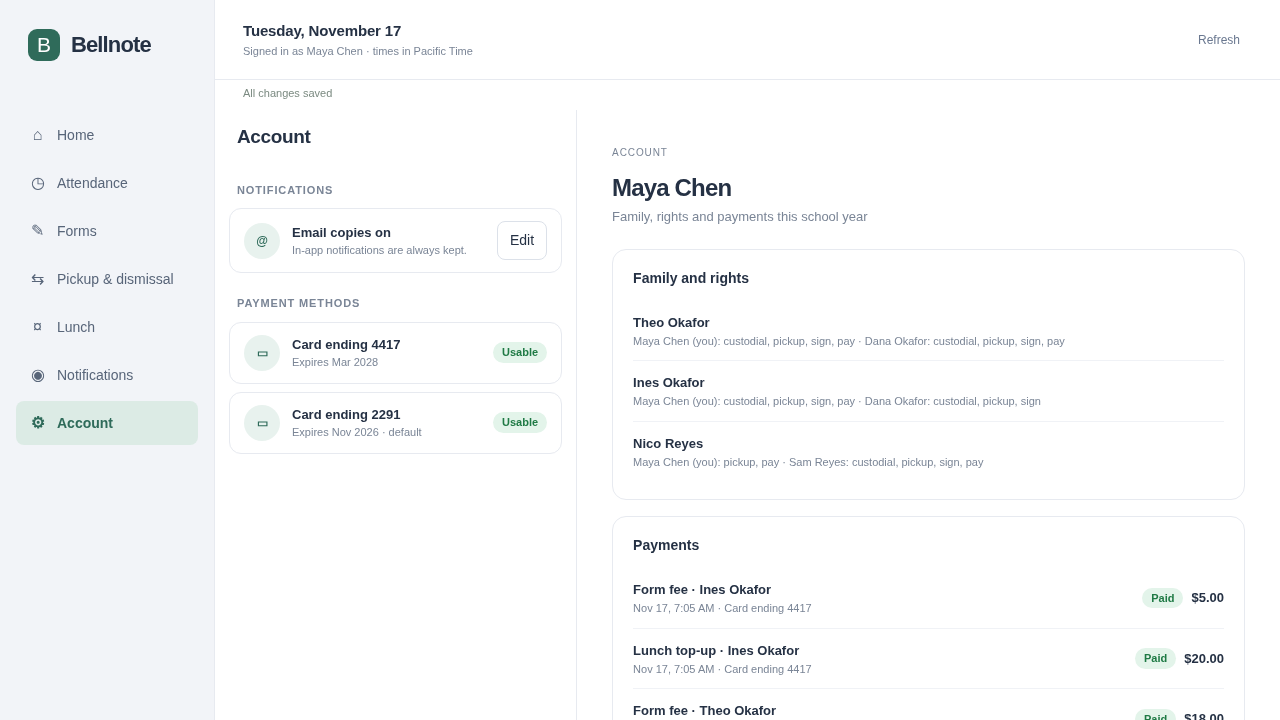 B Bellnote
Home
Attendance
Forms
Pickup & dismissal
Lunch
Notifications
Account
Tuesday, November 17
Signed in as Maya Chen · times in Pacific Time
Refresh
All changes saved
Account
NOTIFICATIONS
@
Email copies on
In-app notifications are always kept.
Edit
PAYMENT METHODS
Card ending 4417
Expires Mar 2028
Usable
Card ending 2291
Expires Nov 2026 · default
Usable
ACCOUNT
Maya Chen
Family, rights and payments this school year
Family and rights
Theo Okafor
Maya Chen (you): custodial, pickup, sign, pay · Dana Okafor: custodial, pickup, sign, pay
Ines Okafor
Maya Chen (you): custodial, pickup, sign, pay · Dana Okafor: custodial, pickup, sign
Nico Reyes
Maya Chen (you): pickup, pay · Sam Reyes: custodial, pickup, sign, pay
Payments
Form fee · Ines Okafor
Nov 17, 7:05 AM · Card ending 4417
Paid $5.00
Lunch top-up · Ines Okafor
Nov 17, 7:05 AM · Card ending 4417
Paid $20.00
Form fee · Theo Okafor
Paid $18.00